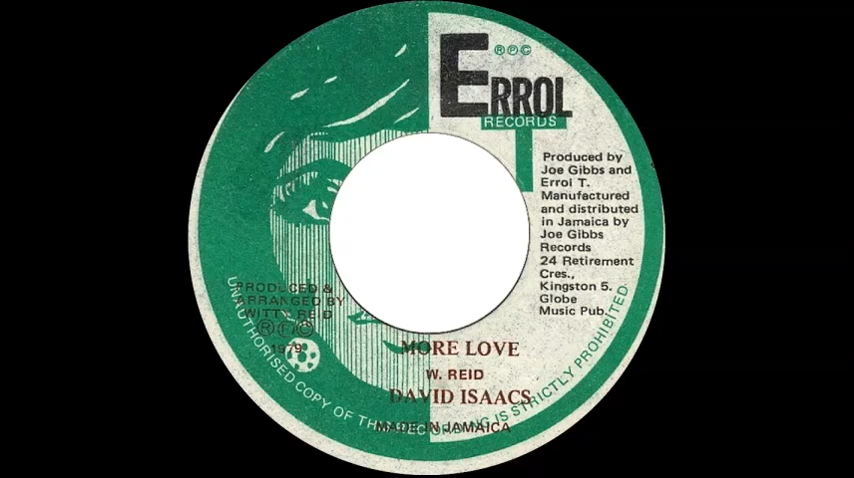 ERROL
RECORDS
®℗©
Produced by
Joe Gibbs and
Errol T.
Manufactured
and distributed
in Jamaica by
Joe Gibbs
Records
24 Retirement
Cres.,
Kingston 5.
Globe
Music Pub.
PRODUCED &
ARRANGED BY
WITTY REID
®℗©
1979
MORE LOVE
W. REID
DAVID ISAACS
MADE IN JAMAICA
UNAUTHORISED COPY OF THIS RECORDING IS STRICTLY PROHIBITED.